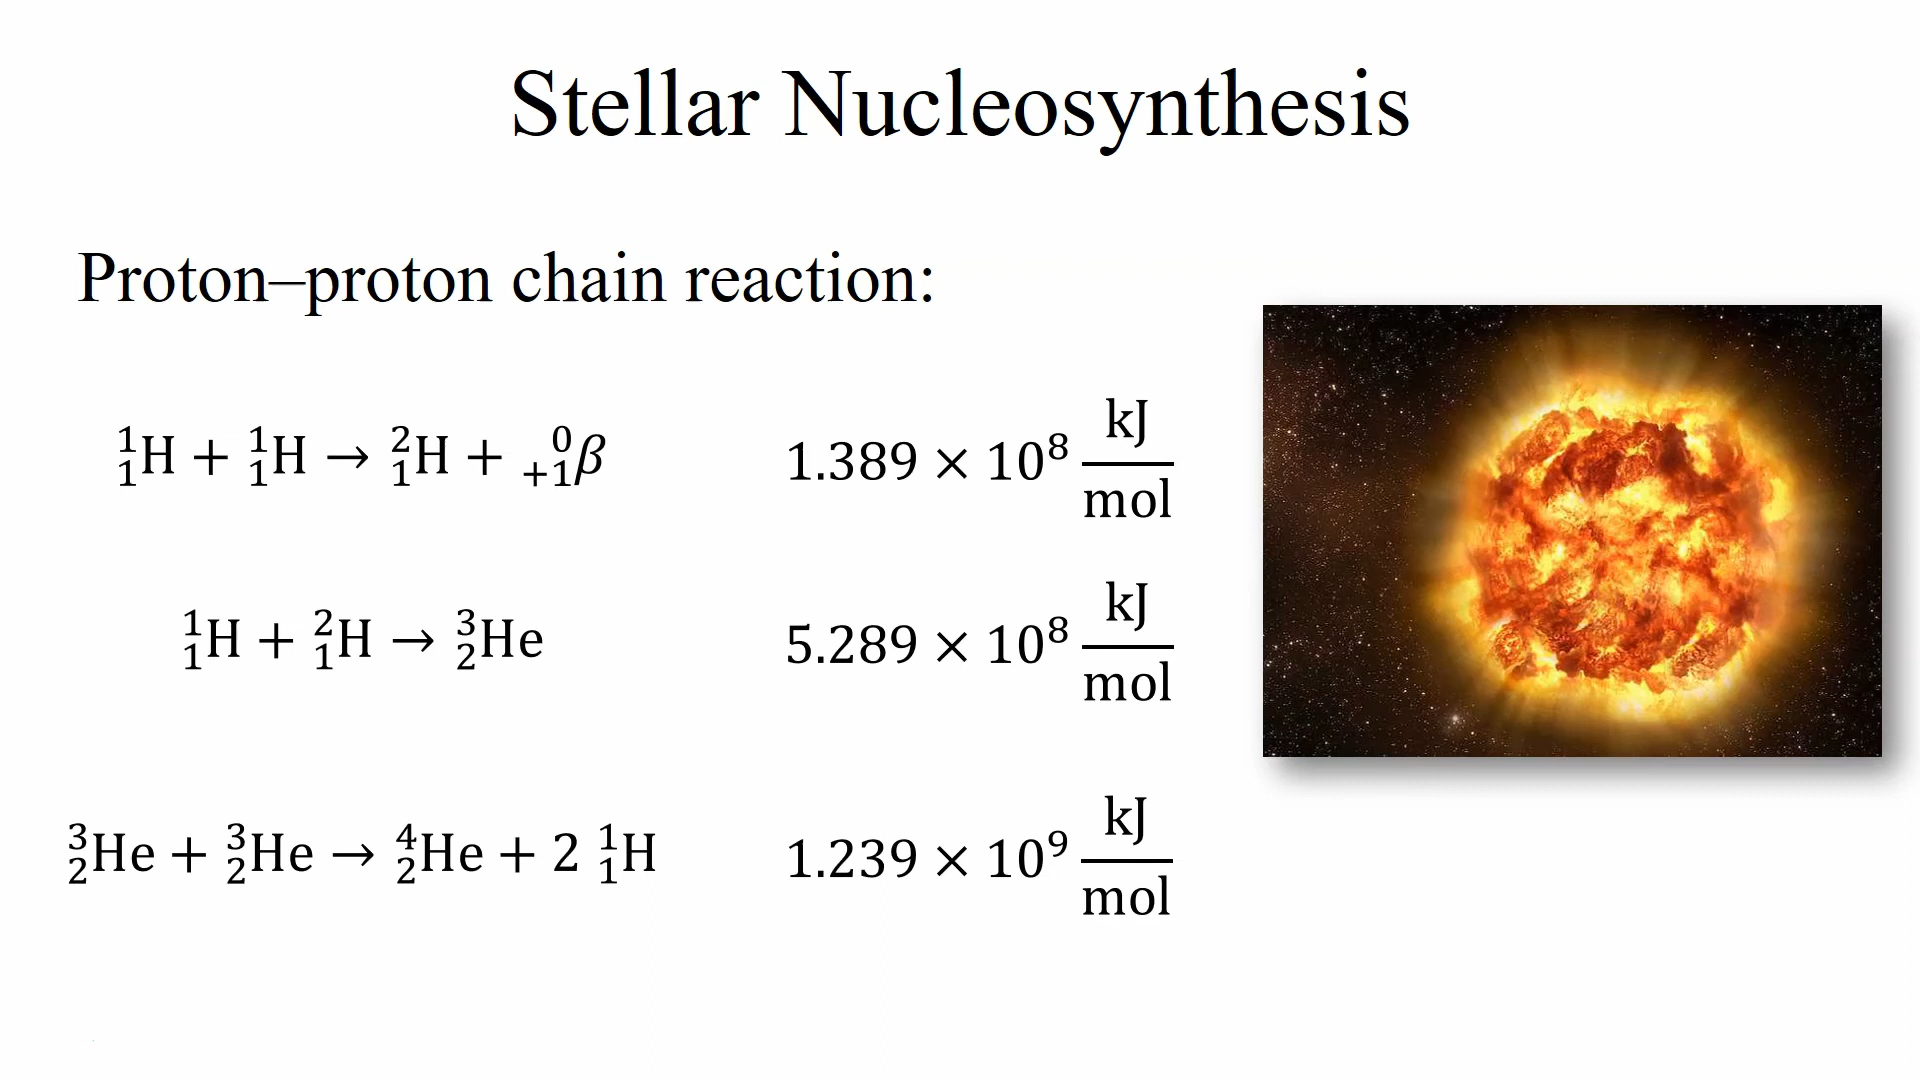 Stellar Nucleosynthesis
Proton–proton chain reaction:
¹₁H + ¹₁H → ²₁H + ⁰₊₁β 1.389 × 10⁸ kJ/mol
¹₁H + ²₁H → ³₂He 5.289 × 10⁸ kJ/mol
³₂He + ³₂He → ⁴₂He + 2 ¹₁H 1.239 × 10⁹ kJ/mol